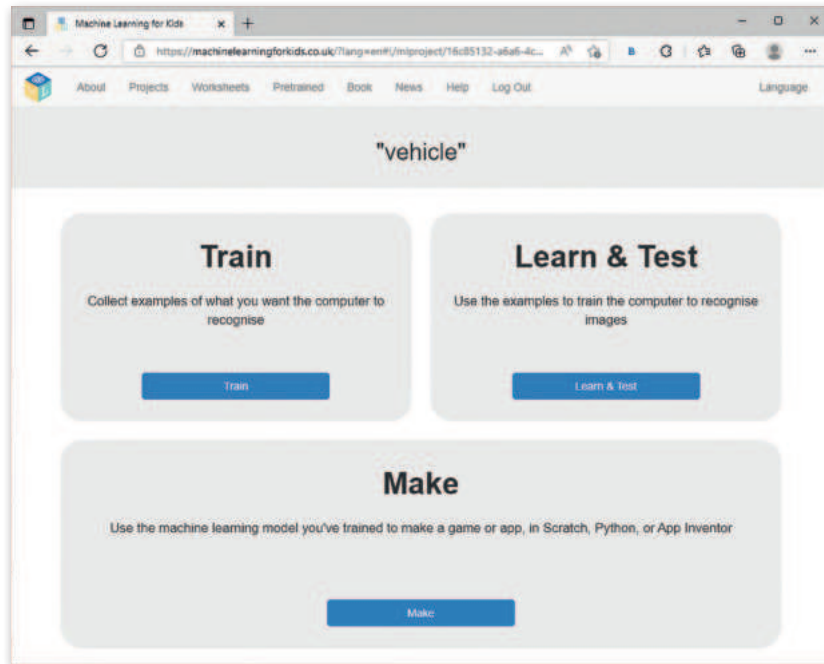 Machine Learning for Kids
https://machinelearningforkids.co.uk/?lang=en#!/mlproject/16c85132-a6a6-4c...
About Projects Worksheets Pretrained Book News Help Log Out Language
"vehicle"
Train
Collect examples of what you want the computer to
recognise
Train
Learn & Test
Use the examples to train the computer to recognise
images
Learn & Test
Make
Use the machine learning model you've trained to make a game or app, in Scratch, Python, or App Inventor
Make